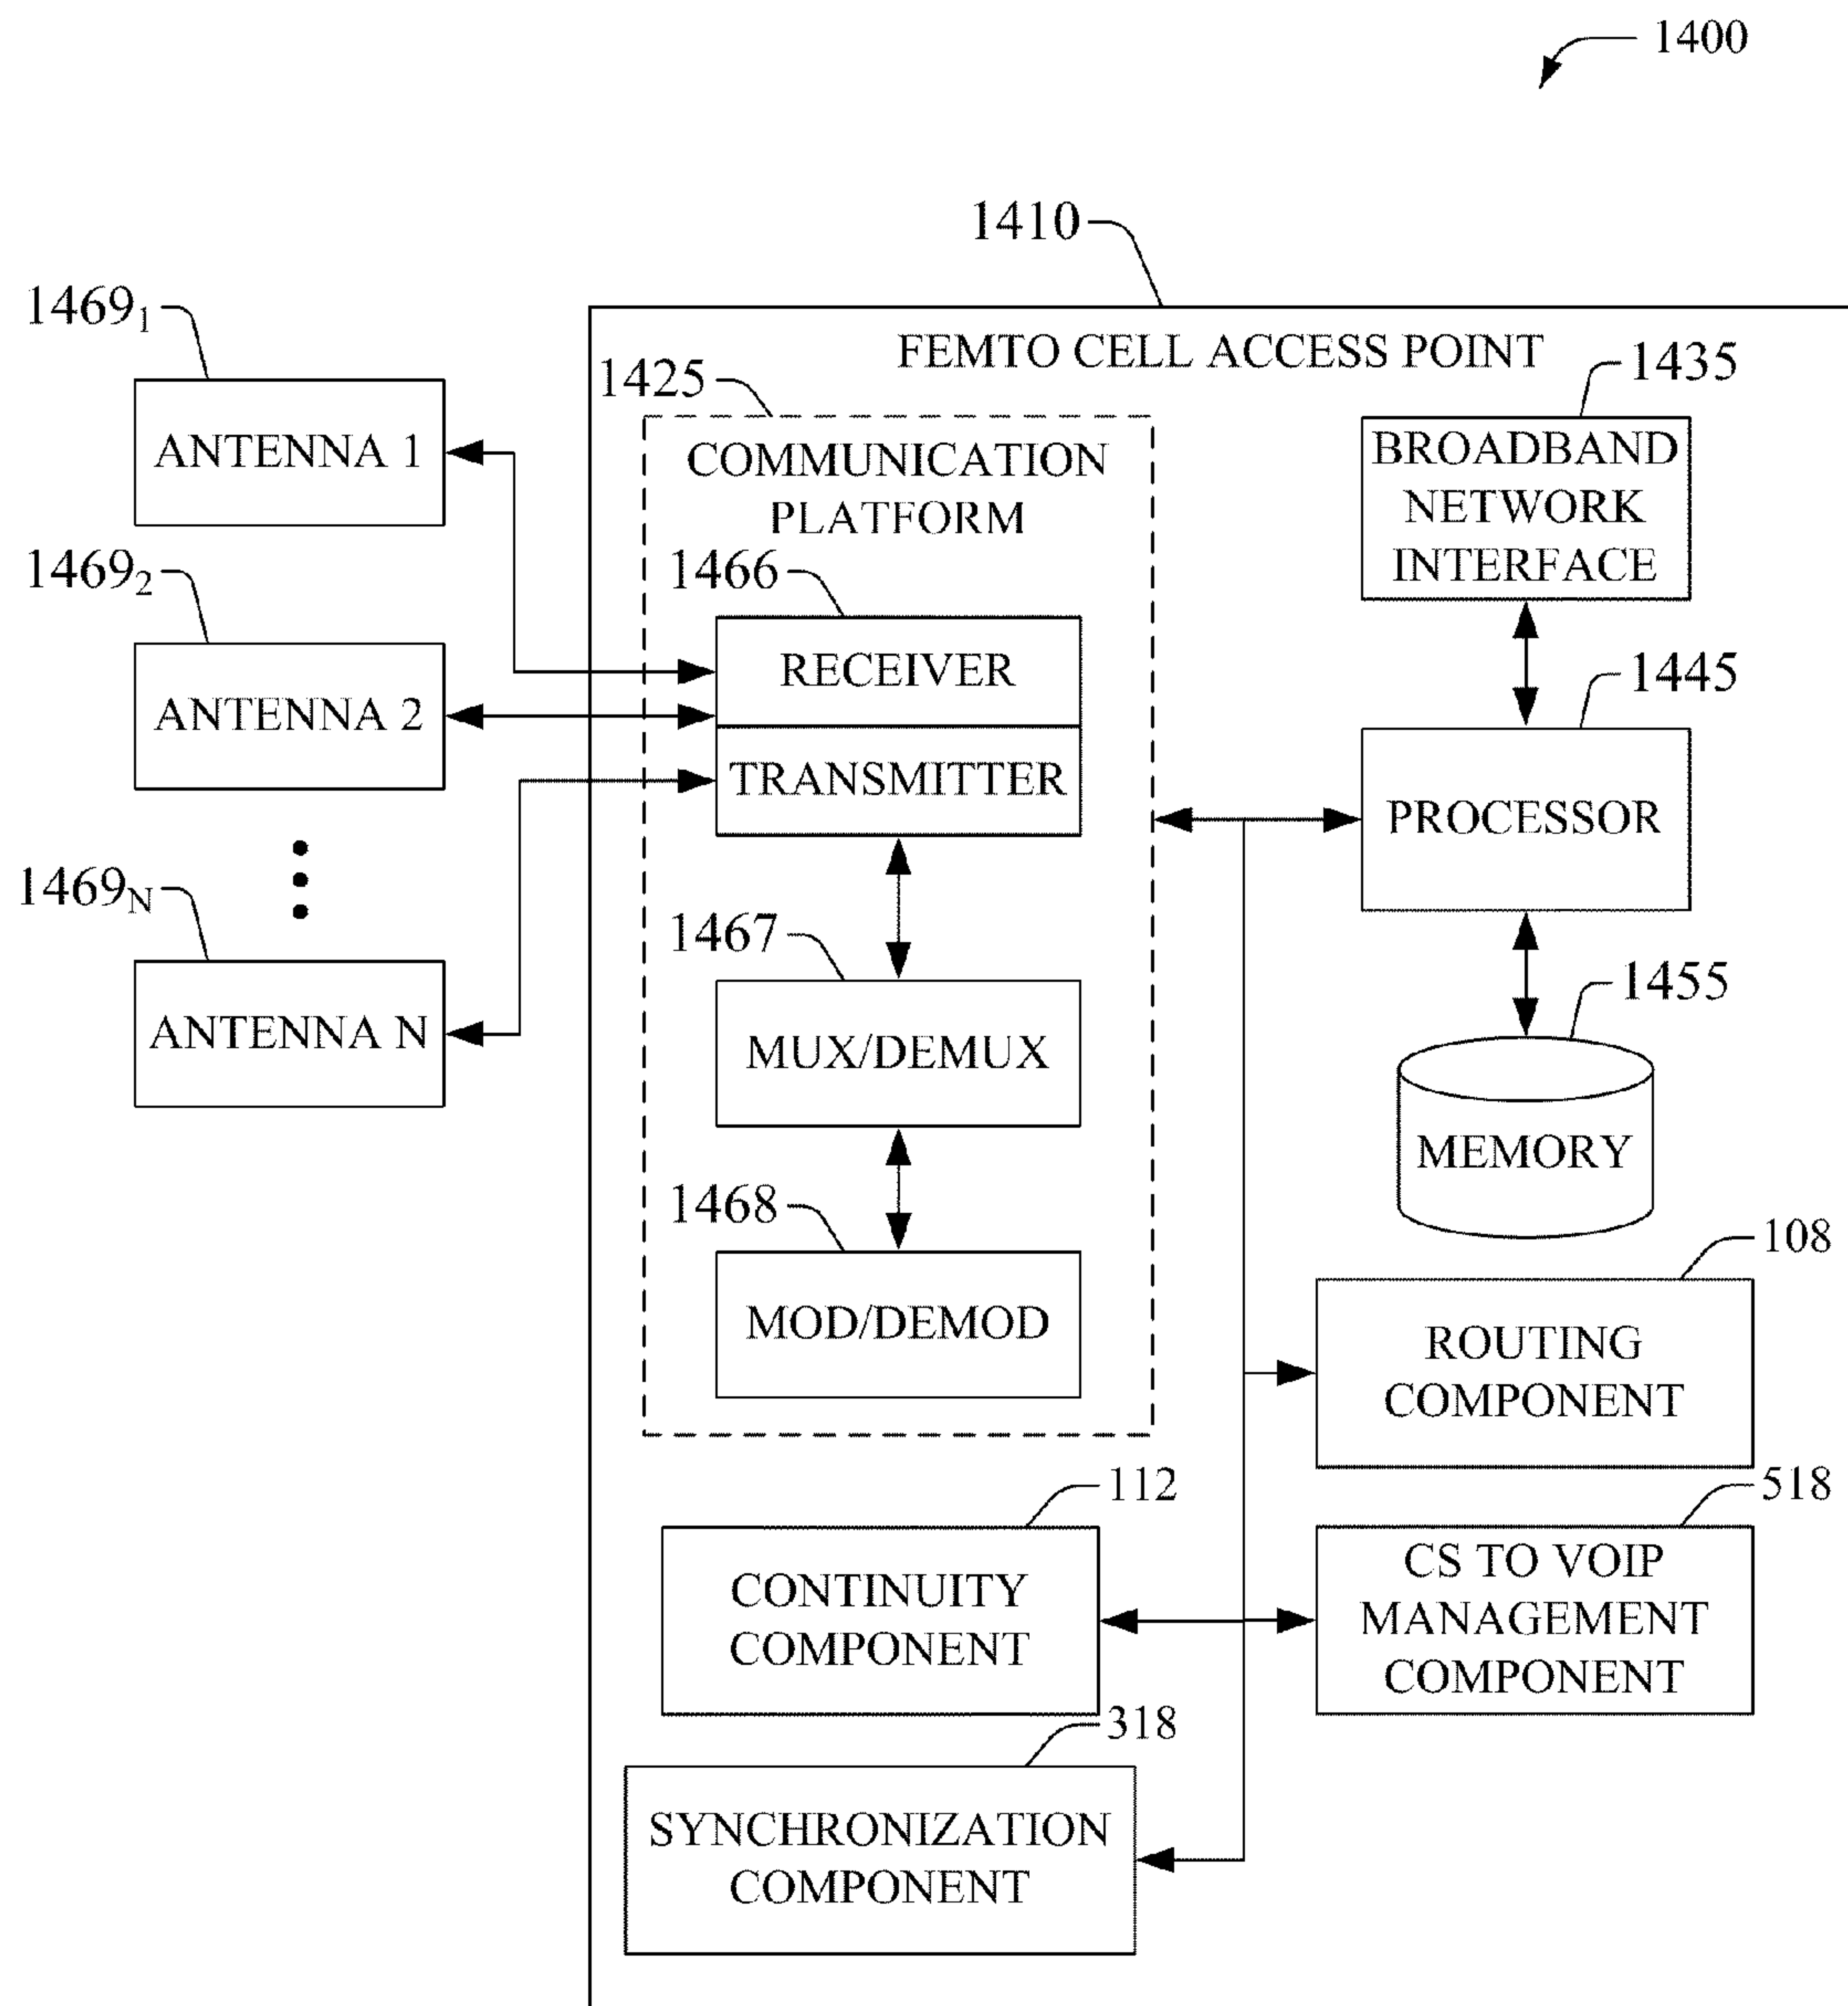 1400
1410
1469₁
FEMTO CELL ACCESS POINT
1425
1435
ANTENNA 1
COMMUNICATION
PLATFORM
BROADBAND
NETWORK
INTERFACE
1469₂
1466
RECEIVER
1445
ANTENNA 2
TRANSMITTER
PROCESSOR
1469N
1467
1455
ANTENNA N
MUX/DEMUX
MEMORY
1468
108
MOD/DEMOD
ROUTING
COMPONENT
112
518
CONTINUITY
COMPONENT
CS TO VOIP
MANAGEMENT
COMPONENT
318
SYNCHRONIZATION
COMPONENT